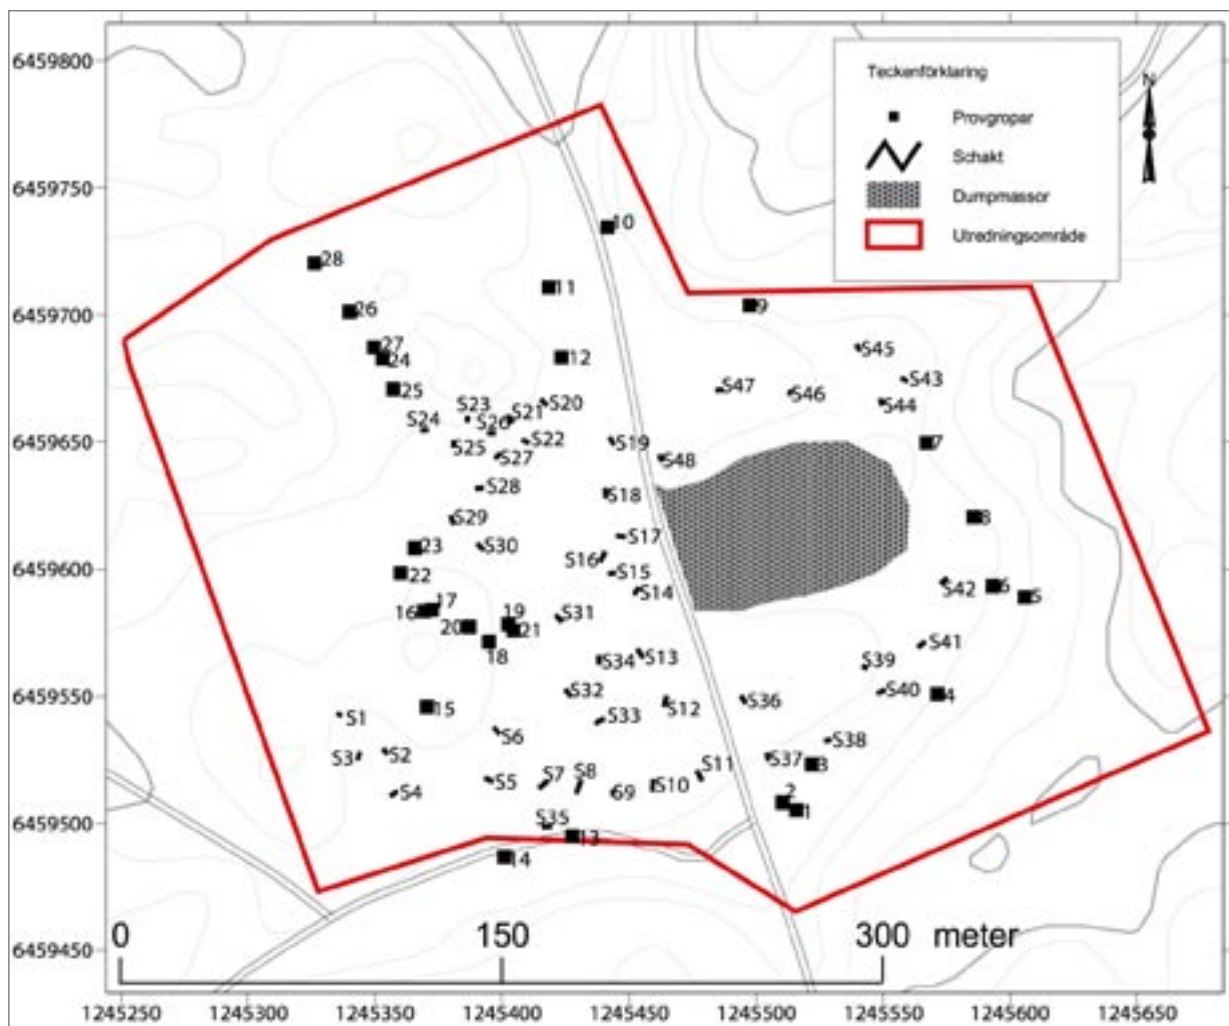 6459800
6459750
6459700
6459650
6459600
6459550
6459500
6459450
Teckenförklaring
Provgropar
Schakt
Dumpmassor
Utredningsområde
N
10
28
11
9
26
27
24
12
S45
25
S47
S46
S43
S44
S23
S21
S20
S24
S26
S25
S22
S27
S19
S48
7
S28
S18
S29
8
23
S30
S16
S17
22
S15
S14
S42
6
5
16
17
19
20
21
18
S31
S34
S13
S41
S39
S32
S12
S36
S40
4
15
S1
S33
S3
S2
S6
S38
S37
3
S4
S5
S7
S8
S9
S10
S11
2
1
S35
13
14
0
150
300 meter
1245250
1245300
1245350
1245400
1245450
1245500
1245550
1245600
1245650